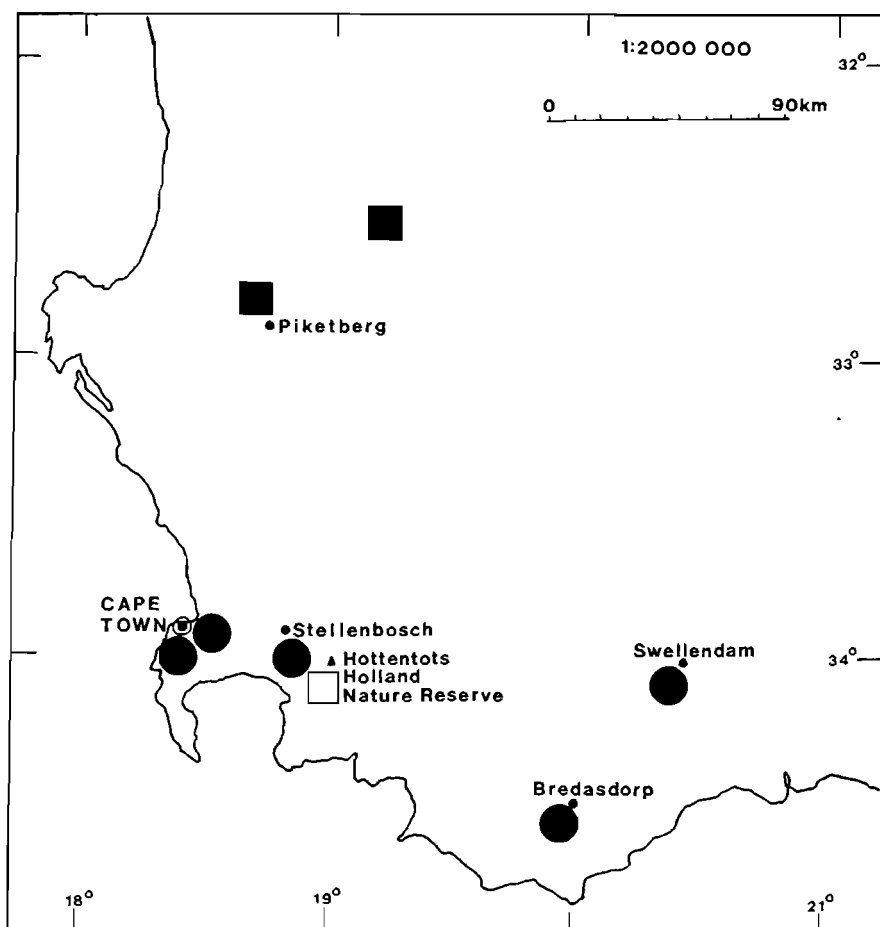 1:2000 000
32°
0 90km
Piketberg
33°
CAPE
TOWN
Stellenbosch
Hottentots
Holland
Nature Reserve
Swellendam
34°
Bredasdorp
18°
19°
21°